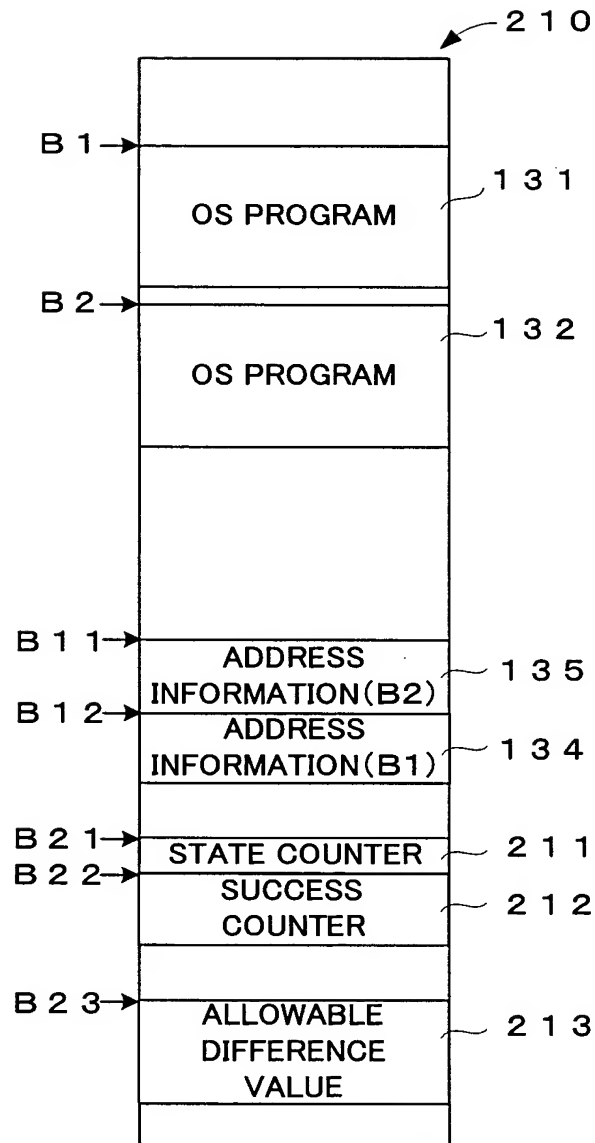 210
B1
131
OS PROGRAM
B2
132
OS PROGRAM
B11
ADDRESS
INFORMATION(B2)
135
B12
ADDRESS
INFORMATION(B1)
134
B21
STATE COUNTER
211
B22
SUCCESS
COUNTER
212
B23
ALLOWABLE
DIFFERENCE
VALUE
213